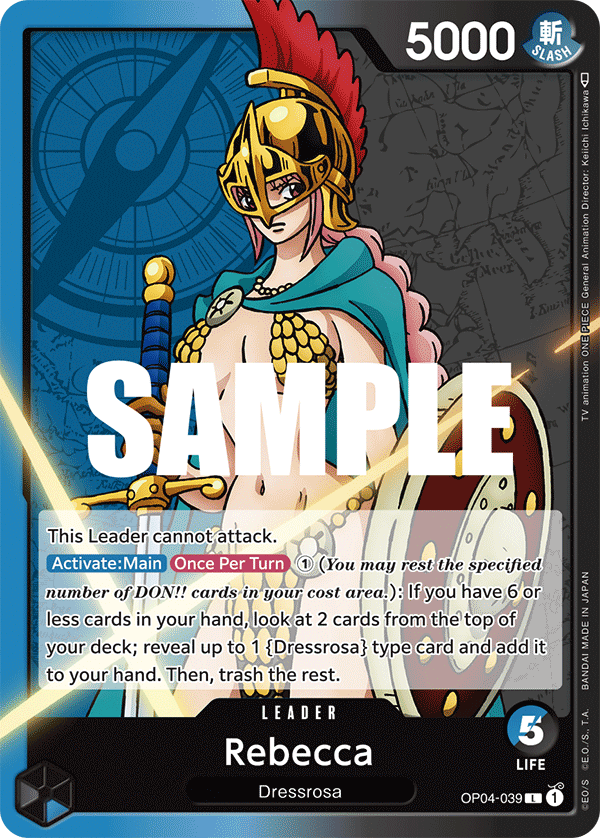 5000
斬
SLASH
TV animation ONE PIECE General Animation Director: Keiichi Ichikawa
SAMPLE
This Leader cannot attack.
Activate:Main Once Per Turn ① (You may rest the specified
number of DON!! cards in your cost area.): If you have 6 or
less cards in your hand, look at 2 cards from the top of
your deck; reveal up to 1 {Dressrosa} type card and add it
to your hand. Then, trash the rest.
BANDAI MADE IN JAPAN
©E.O./S., T.A.
©EO/S
LEADER
Rebecca
5
LIFE
Dressrosa
OP04-039 L 1